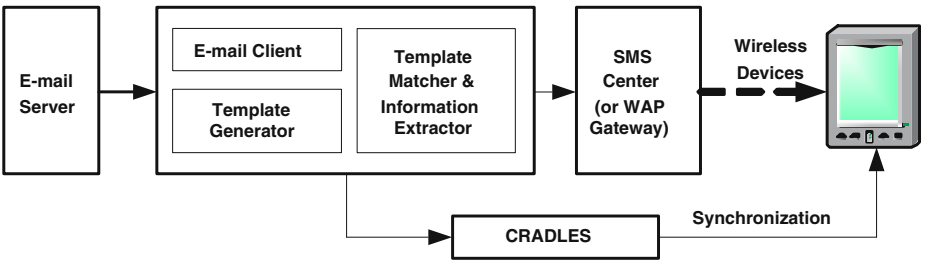 E-mail
Server
E-mail Client
Template
Generator
Template
Matcher &
Information
Extractor
SMS
Center
(or WAP
Gateway)
Wireless
Devices
CRADLES
Synchronization